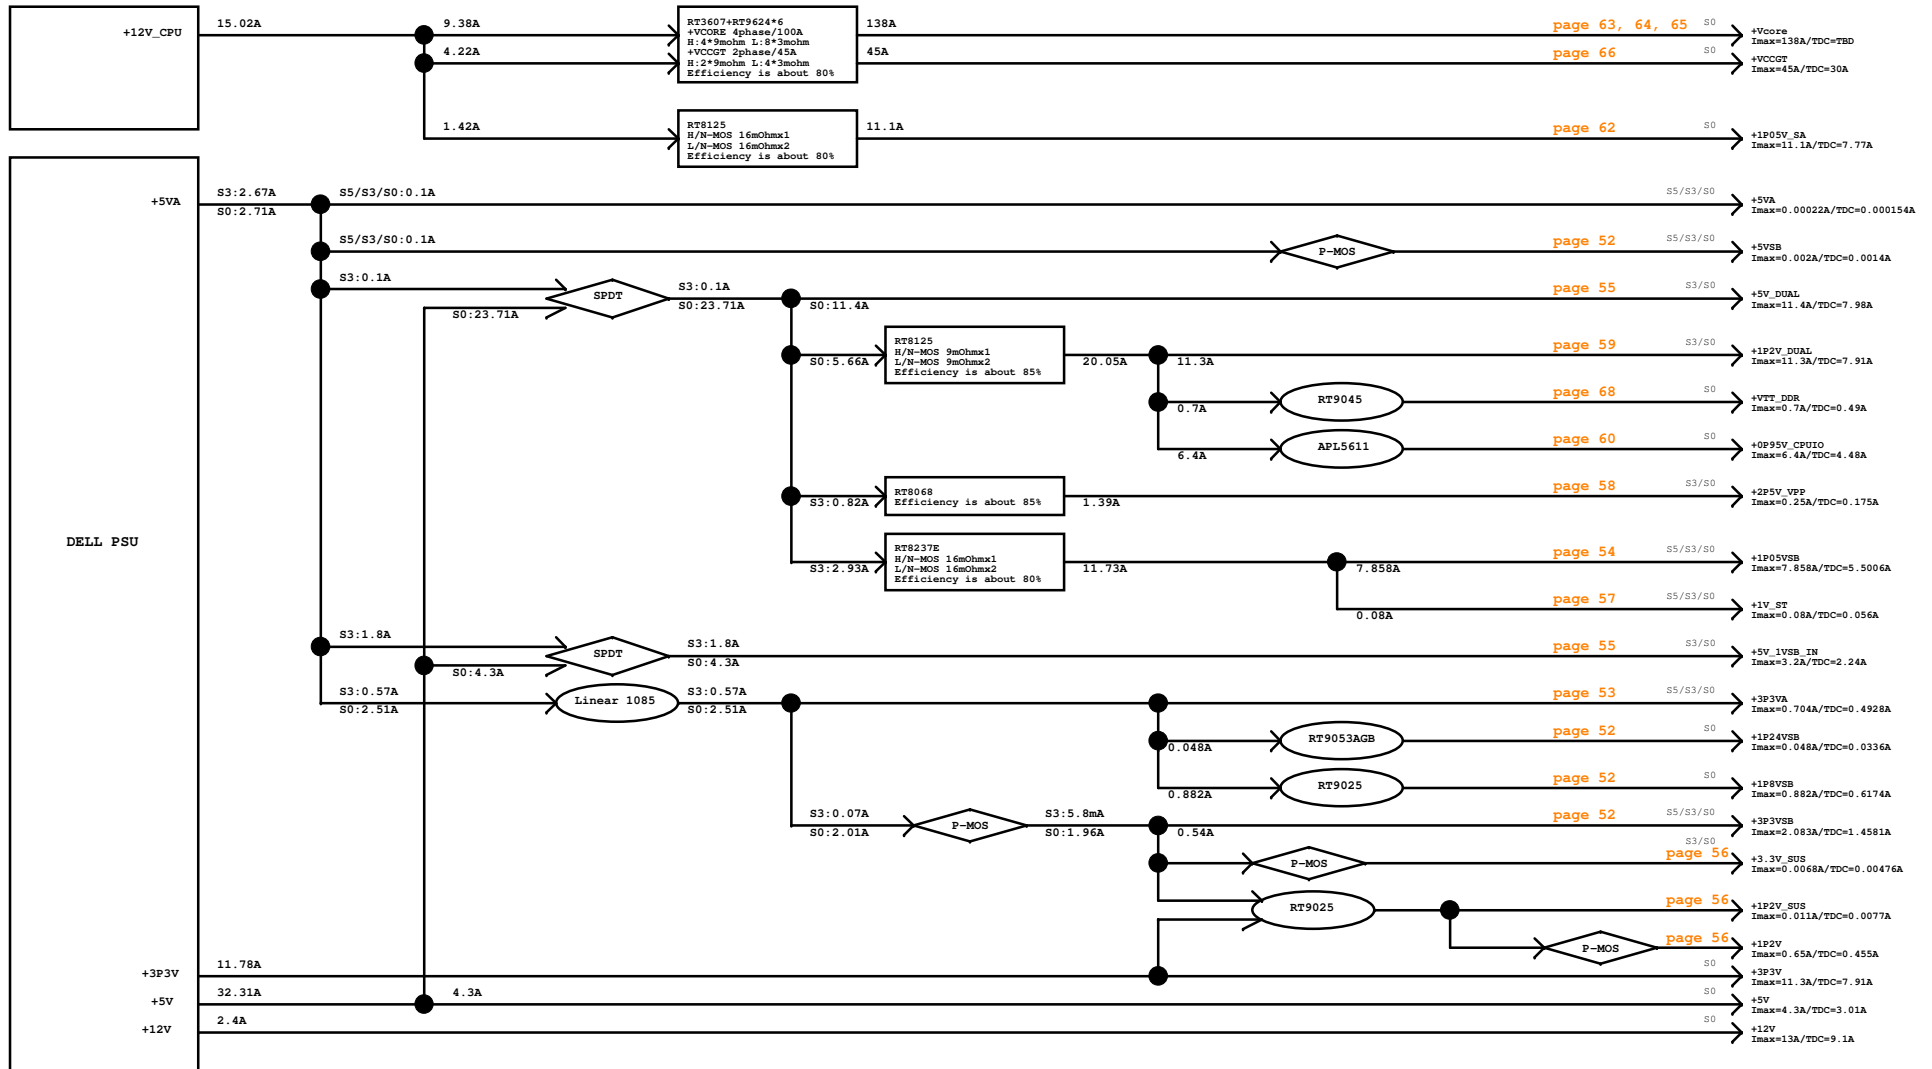 +12V_CPU
15.02A
9.38A
4.22A
1.42A
RT3607+RT9624*6
+VCORE 4phase/100A
H:4*9mohm L:8*3mohm
+VCCGT 2phase/45A
H:2*9mohm L:4*3mohm
Efficiency is about 80%
138A
45A
page 63, 64, 65
S0
+Vcore
Imax=138A/TDC=TBD
page 66
S0
+VCCGT
Imax=45A/TDC=30A
RT8125
H/N-MOS 16mOhmx1
L/N-MOS 16mOhmx2
Efficiency is about 80%
11.1A
page 62
S0
+1P05V_SA
Imax=11.1A/TDC=7.77A
DELL PSU
+5VA
S3:2.67A
S0:2.71A
S5/S3/S0:0.1A
S5/S3/S0
+5VA
Imax=0.00022A/TDC=0.000154A
S5/S3/S0:0.1A
P-MOS
page 52
S5/S3/S0
+5VSB
Imax=0.002A/TDC=0.0014A
S3:0.1A
S0:23.71A
SPDT
S3:0.1A
S0:23.71A
S0:11.4A
page 55
S3/S0
+5V_DUAL
Imax=11.4A/TDC=7.98A
S0:5.66A
RT8125
H/N-MOS 9mOhmx1
L/N-MOS 9mOhmx2
Efficiency is about 85%
20.05A
11.3A
page 59
S3/S0
+1P2V_DUAL
Imax=11.3A/TDC=7.91A
0.7A
RT9045
page 68
S0
+VTT_DDR
Imax=0.7A/TDC=0.49A
6.4A
APL5611
page 60
S0
+0P95V_CPUIO
Imax=6.4A/TDC=4.48A
S3:0.82A
RT8068
Efficiency is about 85%
1.39A
page 58
S3/S0
+2P5V_VPP
Imax=0.25A/TDC=0.175A
S3:2.93A
RT8237E
H/N-MOS 16mOhmx1
L/N-MOS 16mOhmx2
Efficiency is about 80%
11.73A
7.858A
page 54
S5/S3/S0
+1P05VSB
Imax=7.858A/TDC=5.5006A
0.08A
page 57
S5/S3/S0
+1V_ST
Imax=0.08A/TDC=0.056A
S3:1.8A
S0:4.3A
SPDT
S3:1.8A
S0:4.3A
page 55
S3/S0
+5V_1VSB_IN
Imax=3.2A/TDC=2.24A
S3:0.57A
S0:2.51A
Linear 1085
S3:0.57A
S0:2.51A
page 53
S5/S3/S0
+3P3VA
Imax=0.704A/TDC=0.4928A
0.048A
RT9053AGB
page 52
S0
+1P24VSB
Imax=0.048A/TDC=0.0336A
0.882A
RT9025
page 52
S0
+1P8VSB
Imax=0.882A/TDC=0.6174A
S3:0.07A
S0:2.01A
P-MOS
S3:5.8mA
S0:1.96A
0.54A
page 52
S5/S3/S0
+3P3VSB
Imax=2.083A/TDC=1.4581A
P-MOS
S3/S0
page 56
+3.3V_SUS
Imax=0.0068A/TDC=0.00476A
RT9025
page 56
+1P2V_SUS
Imax=0.011A/TDC=0.0077A
P-MOS
page 56
+1P2V
Imax=0.65A/TDC=0.455A
+3P3V
11.78A
S0
+3P3V
Imax=11.3A/TDC=7.91A
+5V
32.31A
4.3A
S0
+5V
Imax=4.3A/TDC=3.01A
+12V
2.4A
S0
+12V
Imax=13A/TDC=9.1A